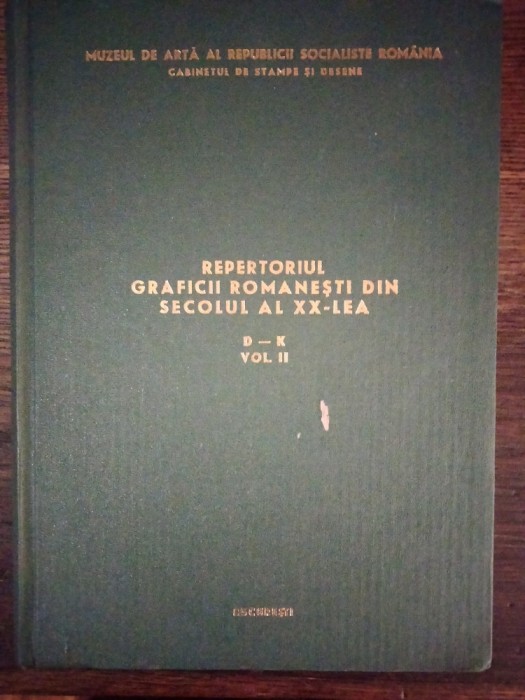 MUZEUL DE ARTĂ AL REPUBLICII SOCIALISTE ROMÂNIA
CABINETUL DE STAMPE ȘI DESENE
REPERTORIUL
GRAFICII ROMANEȘTI DIN
SECOLUL AL XX-LEA
D — K
VOL. II
BUCUREȘTI